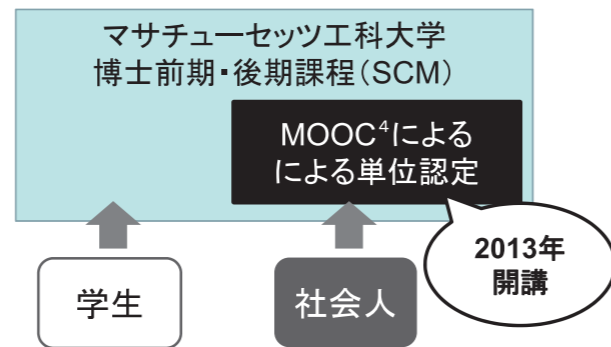 マサチューセッツ工科大学
博士前期・後期課程（SCM）
MOOC⁴による
による単位認定
2013年
開講
学生
社会人